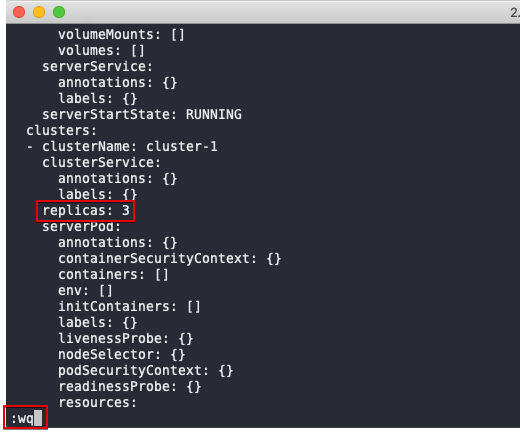 2.
volumeMounts: []
volumes: []
serverService:
annotations: {}
labels: {}
serverStartState: RUNNING
clusters:
- clusterName: cluster-1
clusterService:
annotations: {}
labels: {}
replicas: 3
serverPod:
annotations: {}
containerSecurityContext: {}
containers: []
env: []
initContainers: []
labels: {}
livenessProbe: {}
nodeSelector: {}
podSecurityContext: {}
readinessProbe: {}
resources:
:wq